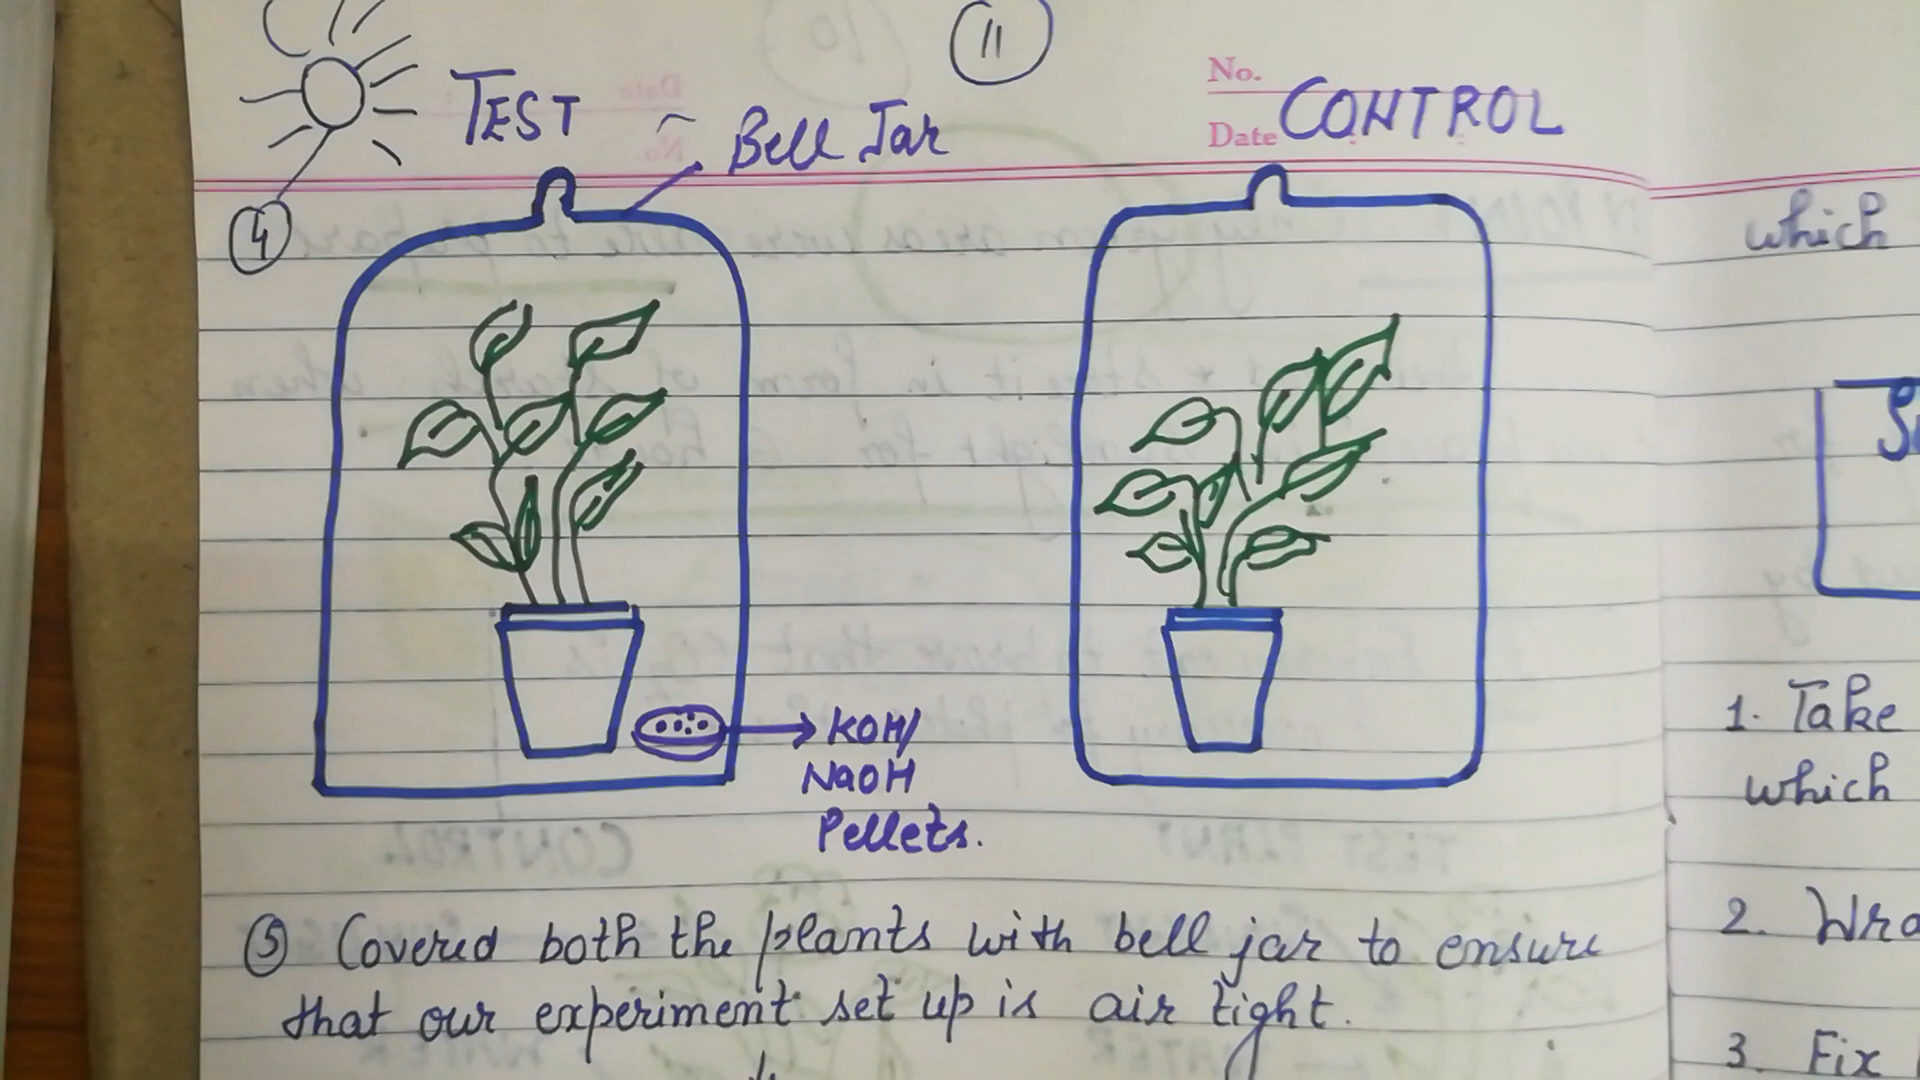 11
No.
Date
TEST
Bell Jar
CONTROL
4
KOH/
NaOH
Pellets.
5 Covered both the plants with bell jar to ensure
that our experiment set up is air tight.
which
1. Take
which
2.
3. Fix